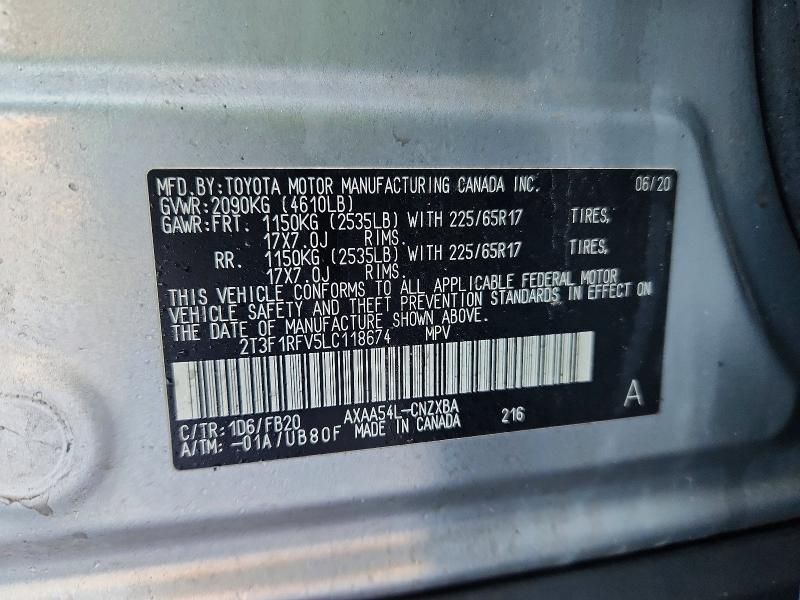 MFD.BY:TOYOTA MOTOR MANUFACTURING CANADA INC. 06/20
GVWR:2090KG (4610LB)
GAWR:FRT. 1150KG (2535LB) WITH 225/65R17 TIRES,
17X7.0J RIMS.
RR. 1150KG (2535LB) WITH 225/65R17 TIRES,
17X7.0J RIMS.
THIS VEHICLE CONFORMS TO ALL APPLICABLE FEDERAL MOTOR
VEHICLE SAFETY AND THEFT PREVENTION STANDARDS IN EFFECT ON
THE DATE OF MANUFACTURE SHOWN ABOVE.
2T3F1RFV5LC118674 MPV
C/TR:1D6/FB20 AXAA54L-CNZXBA 216 A
A/TM:-01A/UB80F MADE IN CANADA